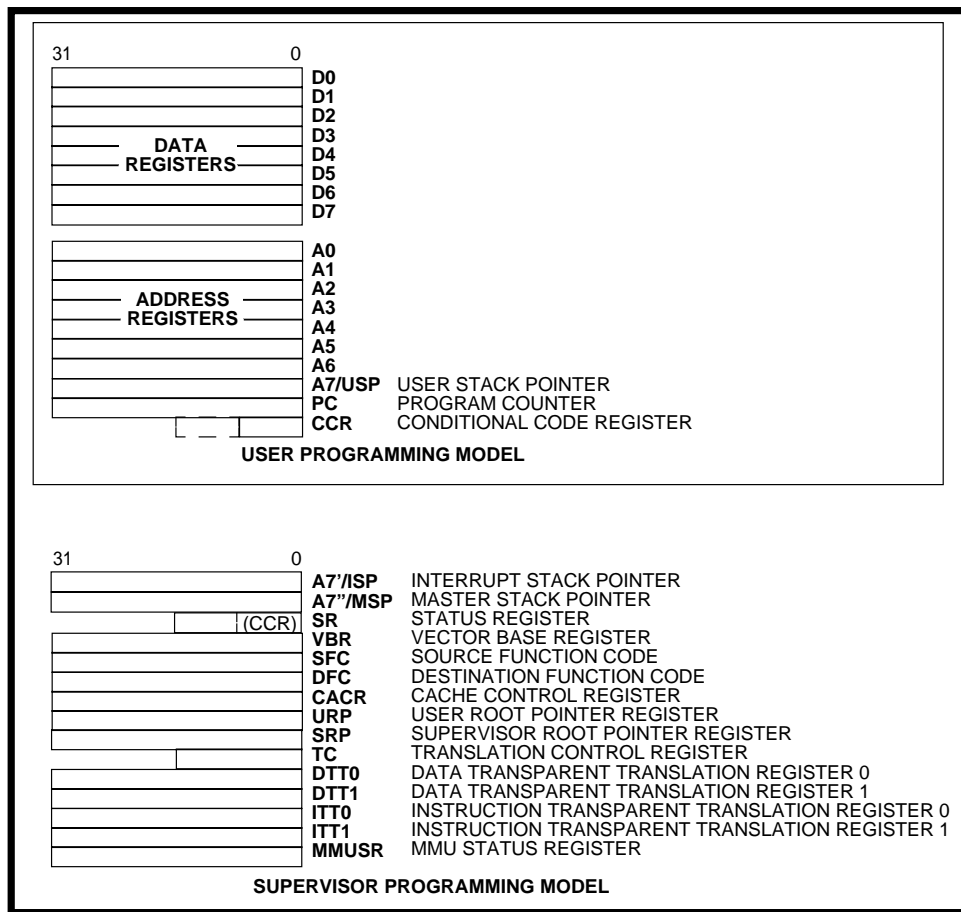 31 0
D0
D1
D2
D3
DATA
D4
REGISTERS
D5
D6
D7
A0
A1
A2
ADDRESS
A3
REGISTERS
A4
A5
A6
A7/USP USER STACK POINTER
PC PROGRAM COUNTER
CCR CONDITIONAL CODE REGISTER
USER PROGRAMMING MODEL
31 0
A7'/ISP INTERRUPT STACK POINTER
A7"/MSP MASTER STACK POINTER
(CCR) SR STATUS REGISTER
VBR VECTOR BASE REGISTER
SFC SOURCE FUNCTION CODE
DFC DESTINATION FUNCTION CODE
CACR CACHE CONTROL REGISTER
URP USER ROOT POINTER REGISTER
SRP SUPERVISOR ROOT POINTER REGISTER
TC TRANSLATION CONTROL REGISTER
DTT0 DATA TRANSPARENT TRANSLATION REGISTER 0
DTT1 DATA TRANSPARENT TRANSLATION REGISTER 1
ITT0 INSTRUCTION TRANSPARENT TRANSLATION REGISTER 0
ITT1 INSTRUCTION TRANSPARENT TRANSLATION REGISTER 1
MMUSR MMU STATUS REGISTER
SUPERVISOR PROGRAMMING MODEL